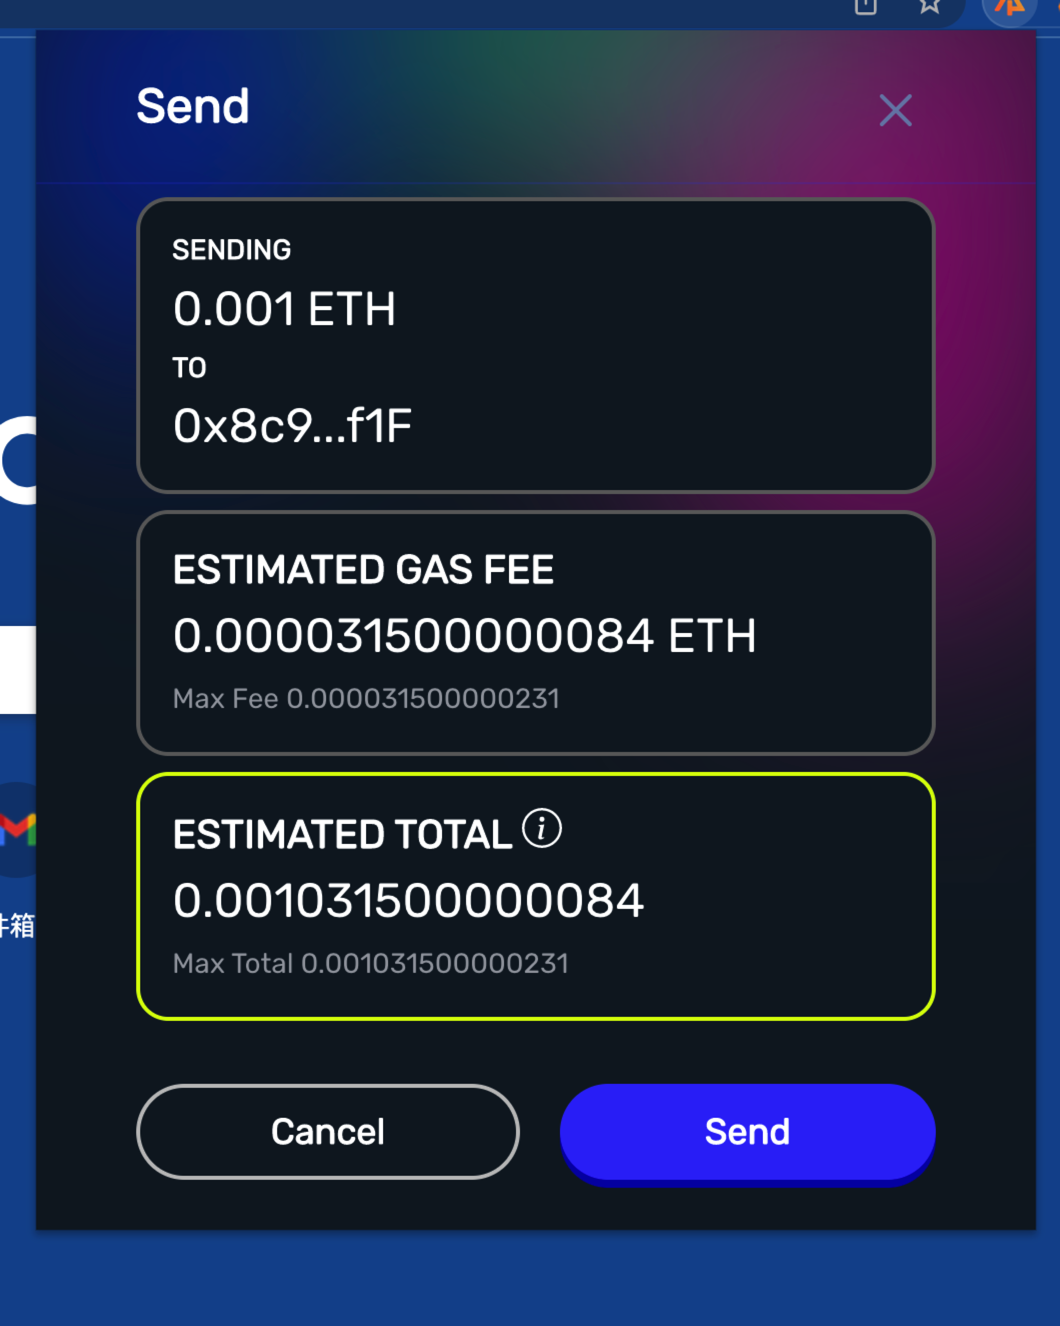 Send
SENDING
0.001 ETH
TO
0x8c9...f1F
ESTIMATED GAS FEE
0.000031500000084 ETH
Max Fee 0.000031500000231
ESTIMATED TOTAL
0.001031500000084
Max Total 0.001031500000231
件箱
Cancel
Send